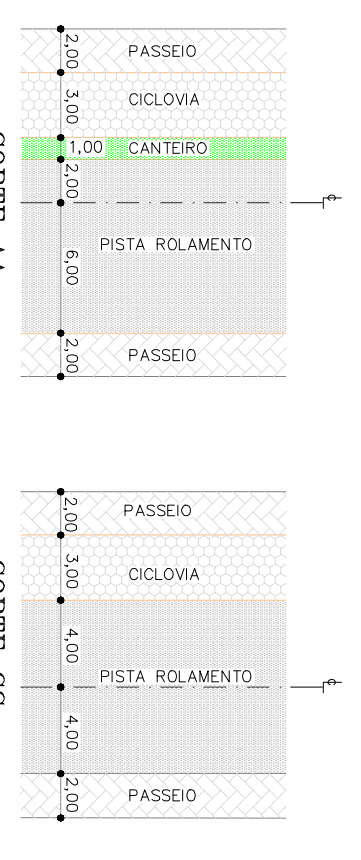 2,00
PASSEIO
3,00
CICLOVIA
1,00
CANTEIRO
2,00
PISTA ROLAMENTO
6,00
2,00
PASSEIO
2,00
PASSEIO
3,00
CICLOVIA
4,00
PISTA ROLAMENTO
4,00
2,00
PASSEIO